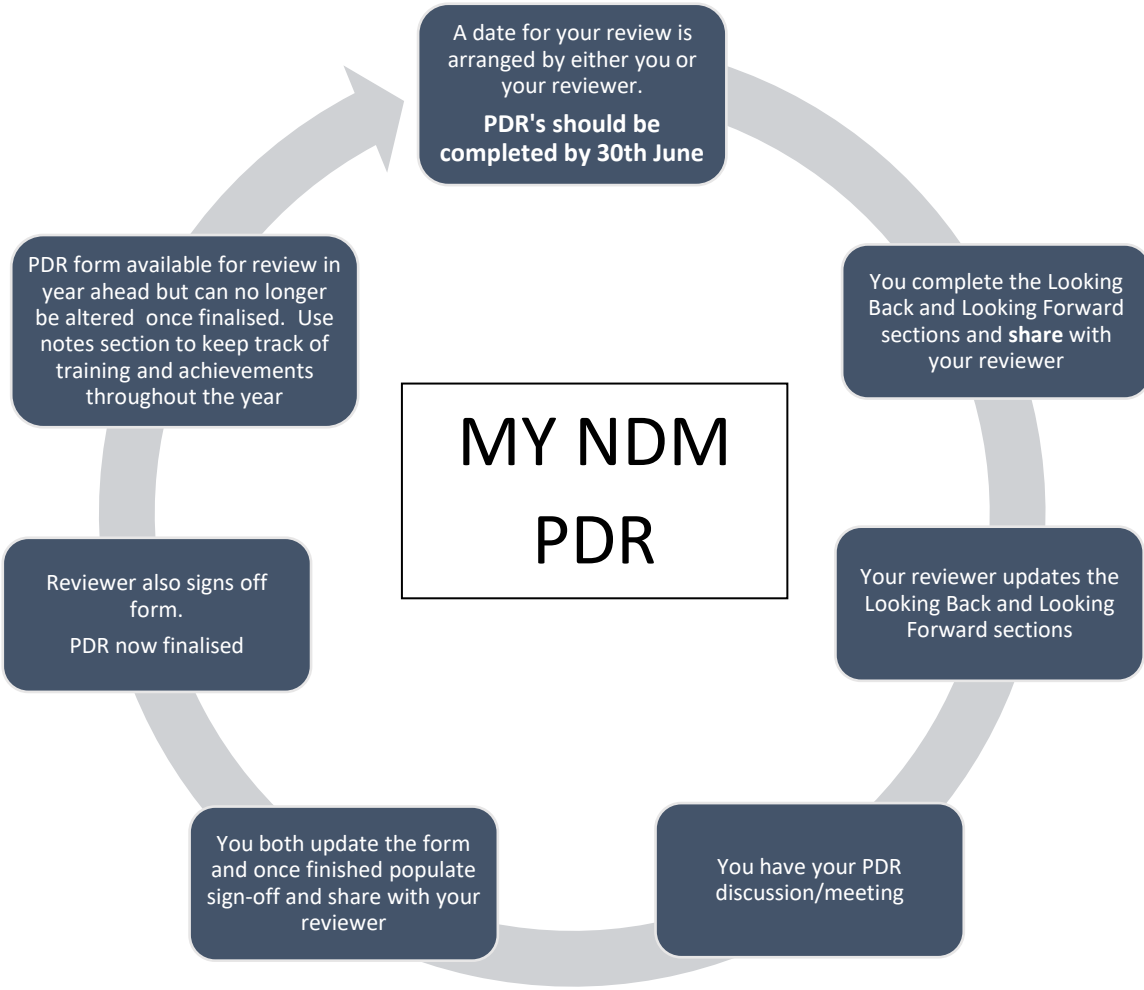 A date for your review is
arranged by either you or
your reviewer.
PDR's should be
completed by 30th June
You complete the Looking
Back and Looking Forward
sections and share with
your reviewer
Your reviewer updates the
Looking Back and Looking
Forward sections
You have your PDR
discussion/meeting
You both update the form
and once finished populate
sign-off and share with your
reviewer
Reviewer also signs off
form.
PDR now finalised
PDR form available for review in
year ahead but can no longer
be altered  once finalised.  Use
notes section to keep track of
training and achievements
throughout the year
MY NDM
PDR